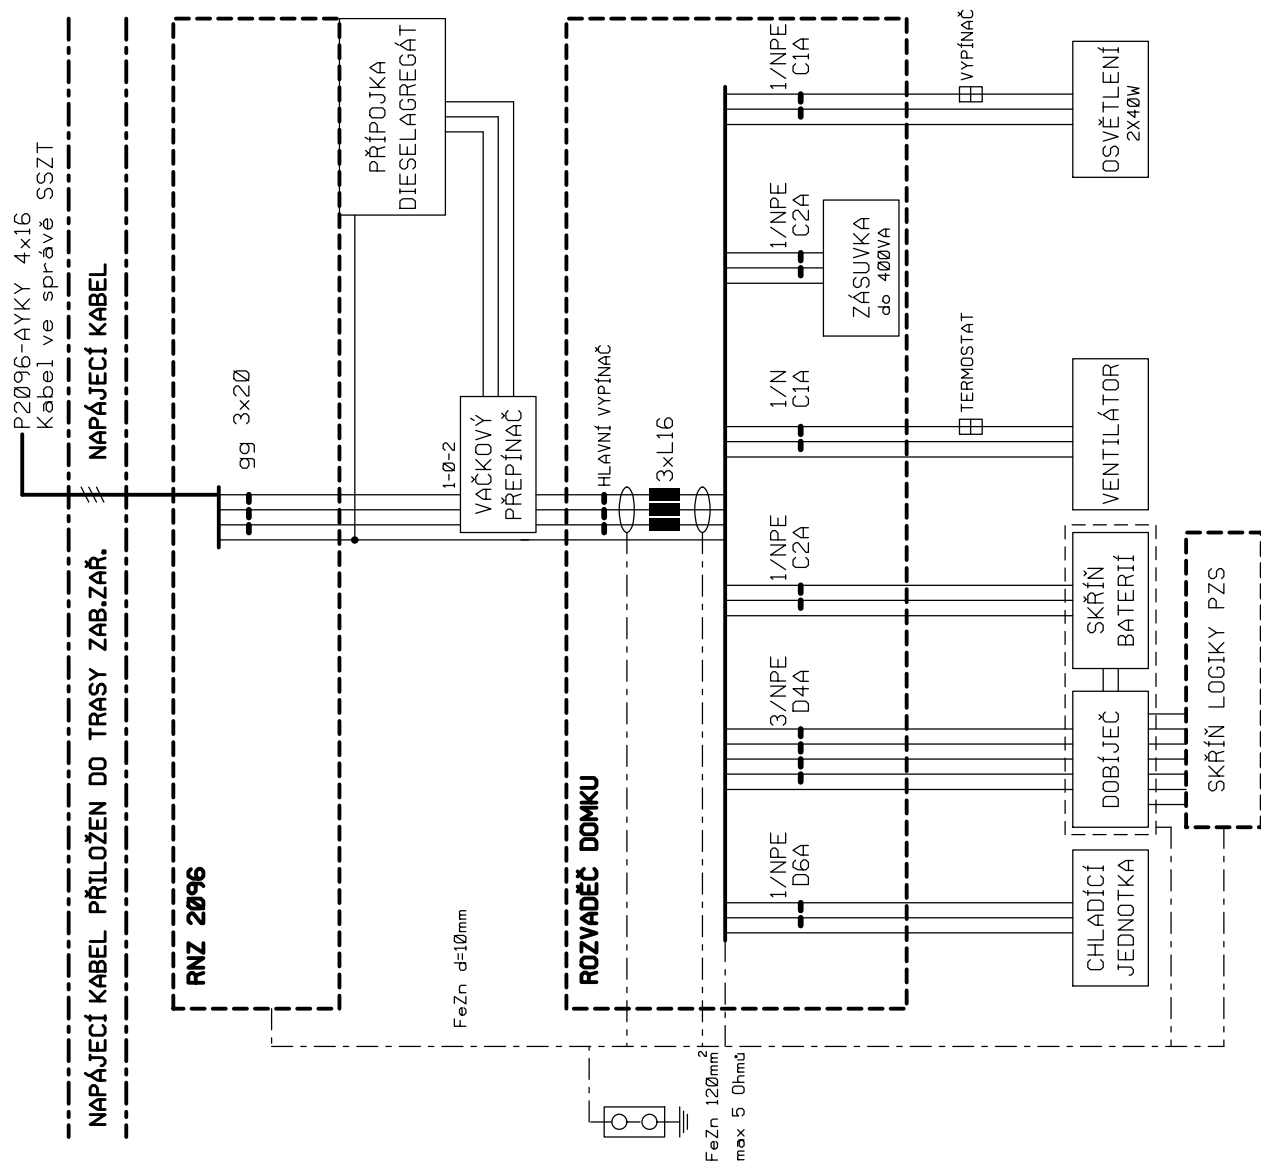 P2096-AYKY 4x16
Kabel ve správě SSZT
NAPÁJECÍ KABEL PŘILOŽEN DO TRASY ZAB.ZAŘ.
NAPÁJECÍ KABEL
RNZ 2096
gg 3x20
PŘÍPOJKA
DIESELAGREGÁT
1-0-2
VAČKOVÝ
PŘEPÍNAČ
FeZn d=10mm
ROZVADĚČ DOMKU
HLAVNÍ VYPÍNAČ
3xL16
FeZn 120mm²
max 5 Ohmů
1/NPE
D6A
3/NPE
D4A
1/NPE
C2A
1/N
C1A
1/NPE
C2A
1/NPE
C1A
ZÁSUVKA
do 400VA
TERMOSTAT
VYPÍNAČ
CHLADÍCÍ
JEDNOTKA
DOBÍJEČ
SKŘÍŇ
BATERIÍ
VENTILÁTOR
OSVĚTLENÍ
2X40W
SKŘÍŇ LOGIKY PZS